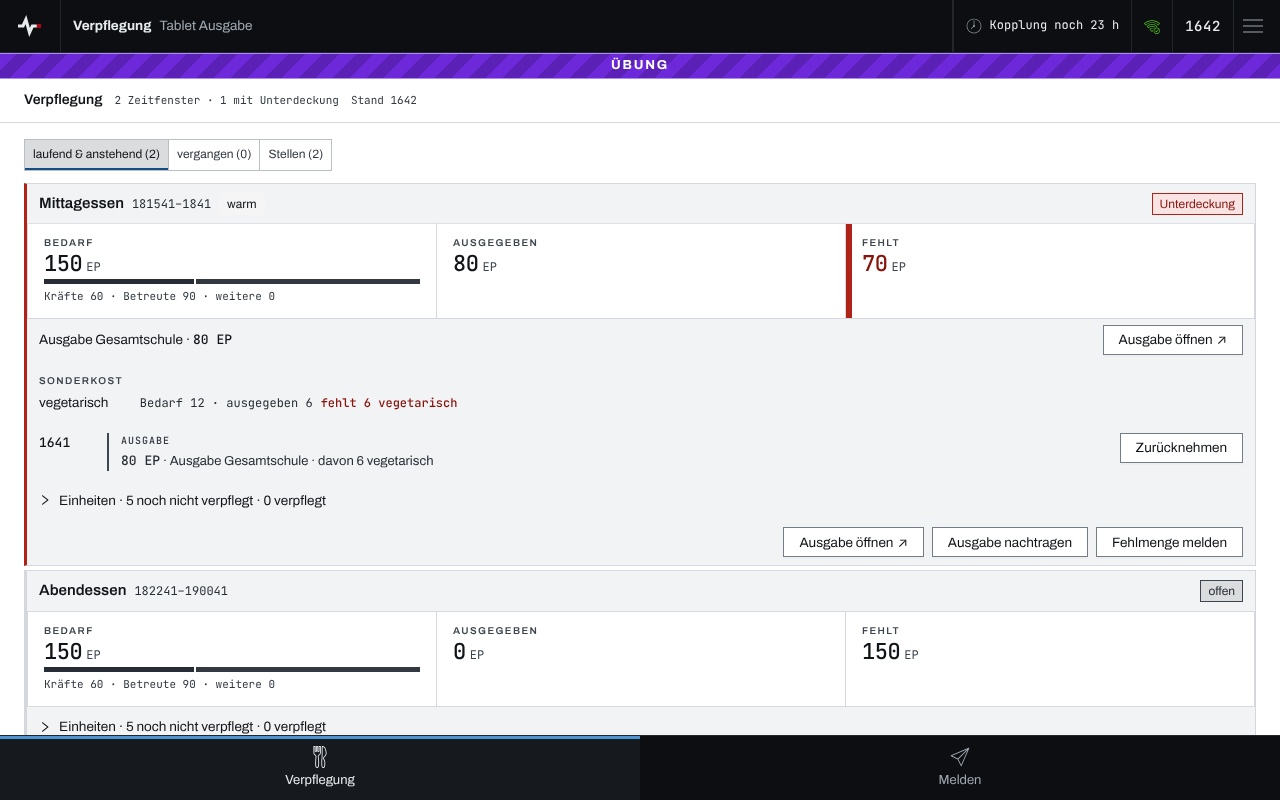 Verpflegung Tablet Ausgabe
Kopplung noch 23 h
1642
ÜBUNG
Verpflegung 2 Zeitfenster · 1 mit Unterdeckung Stand 1642
laufend & anstehend (2) vergangen (0) Stellen (2)
Mittagessen 181541–1841 warm Unterdeckung
BEDARF AUSGEGEBEN FEHLT
150 EP 80 EP 70 EP
Kräfte 60 · Betreute 90 · weitere 0
Ausgabe Gesamtschule · 80 EP Ausgabe öffnen ↗
SONDERKOST
vegetarisch Bedarf 12 · ausgegeben 6 fehlt 6 vegetarisch
1641 AUSGABE
80 EP · Ausgabe Gesamtschule · davon 6 vegetarisch Zurücknehmen
Einheiten · 5 noch nicht verpflegt · 0 verpflegt
Ausgabe öffnen ↗ Ausgabe nachtragen Fehlmenge melden
Abendessen 182241–190041 offen
BEDARF AUSGEGEBEN FEHLT
150 EP 0 EP 150 EP
Kräfte 60 · Betreute 90 · weitere 0
Einheiten · 5 noch nicht verpflegt · 0 verpflegt
Verpflegung Melden